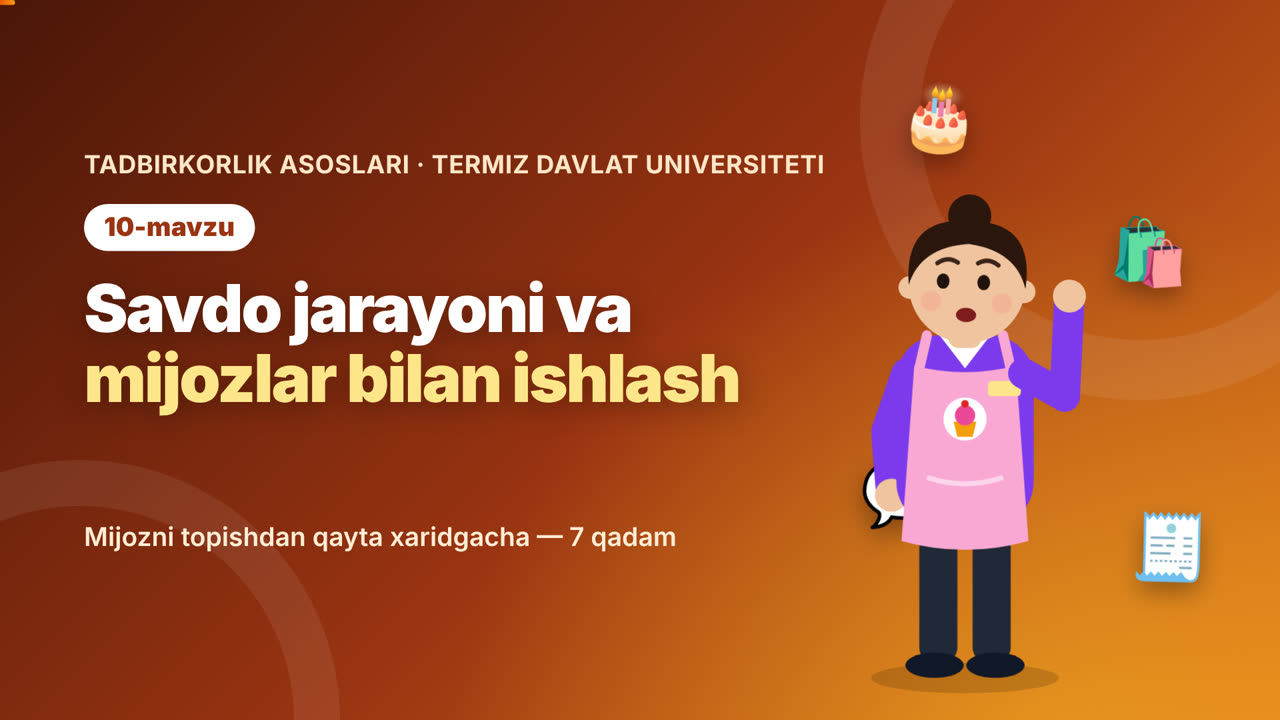 TADBIRKORLIK ASOSLARI · TERMIZ DAVLAT UNIVERSITETI
10-mavzu
Savdo jarayoni va
mijozlar bilan ishlash
Mijozni topishdan qayta xaridgacha — 7 qadam